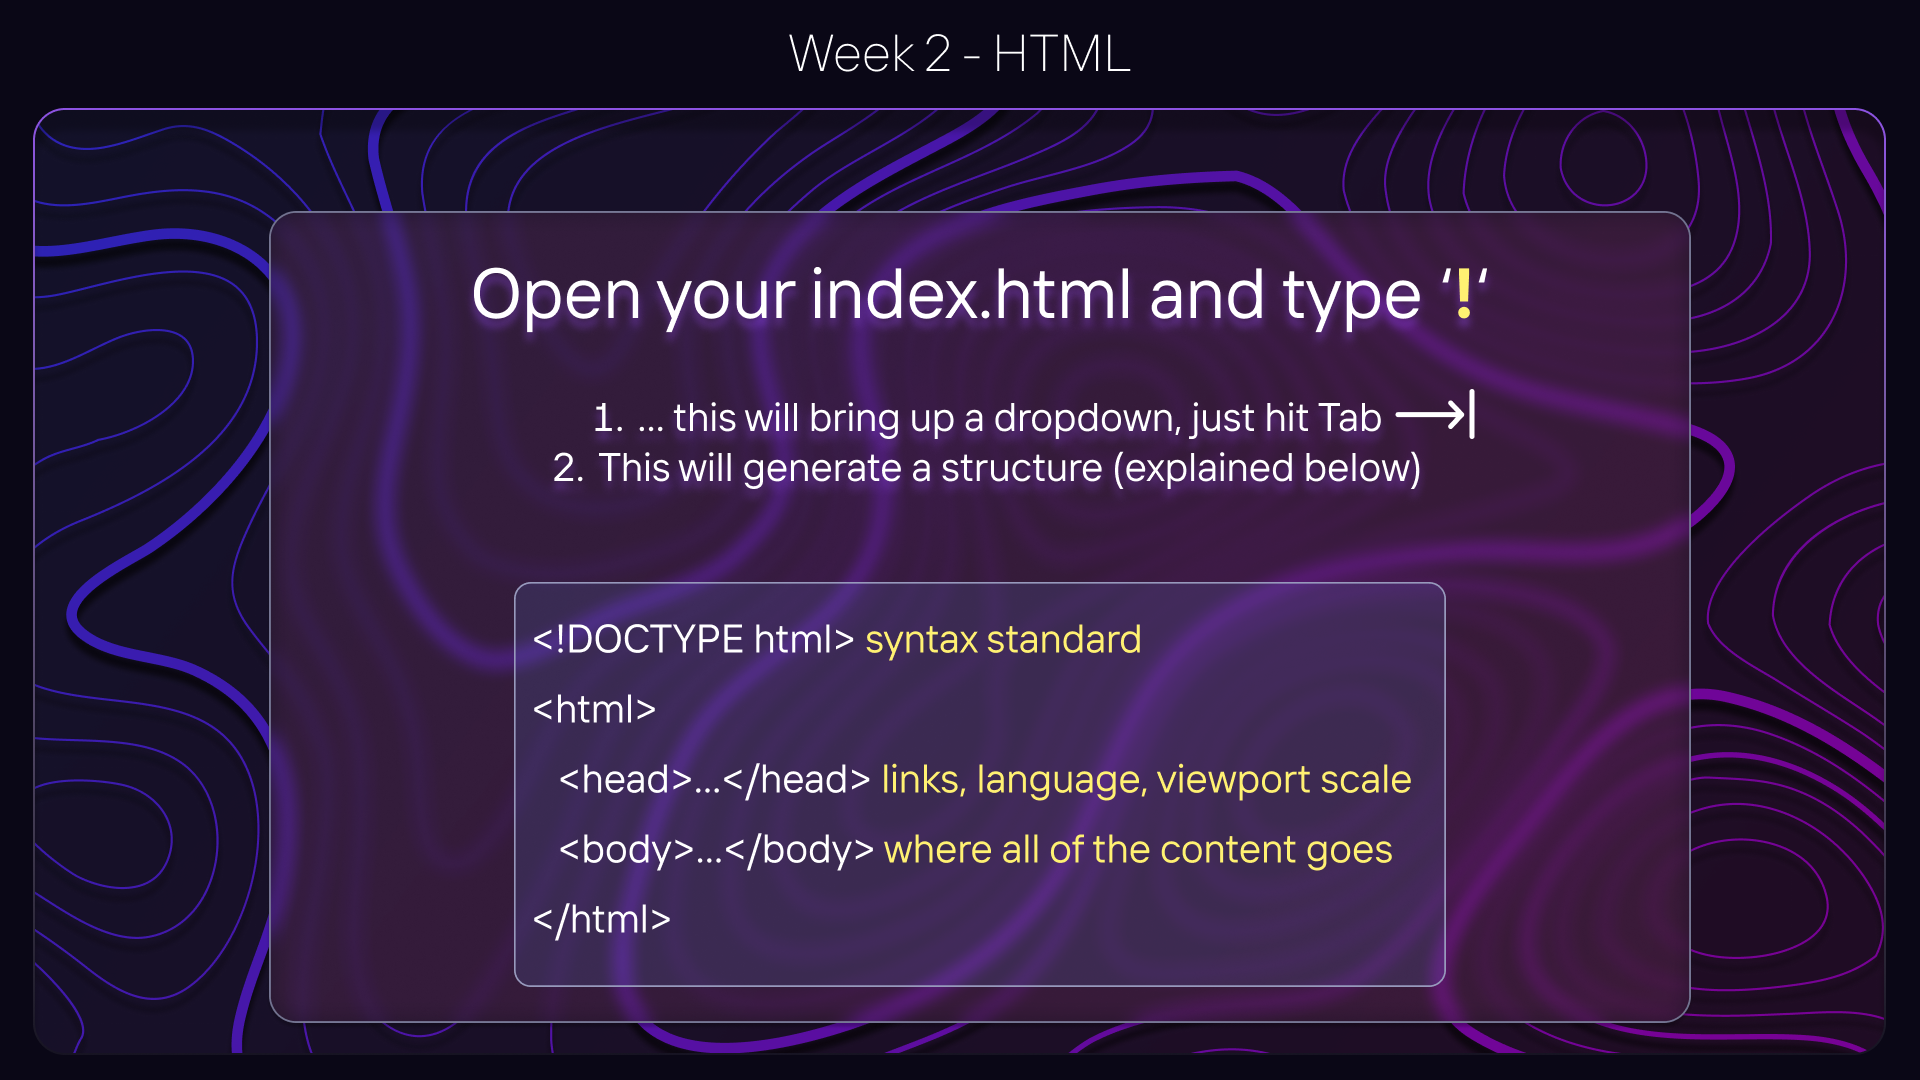 Week 2 - HTML
Open your index.html and type ‘!‘
1. ... this will bring up a dropdown, just hit Tab
2. This will generate a structure (explained below)
<!DOCTYPE html> syntax standard
<html>
<head>...</head> links, language, viewport scale
<body>...</body> where all of the content goes
</html>